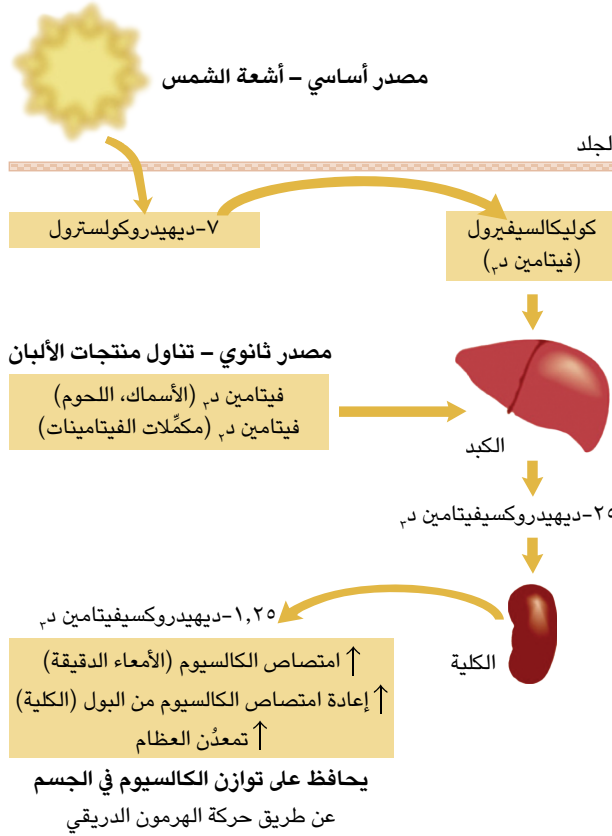 مصدر أساسي – أشعة الشمس
لجلد
٧-ديهيدروكولسترول
كوليكالسيفيرول
(فيتامين د٣)
مصدر ثانوي – تناول منتجات الألبان
فيتامين د٣ (الأسماك، اللحوم)
فيتامين د٣ (مكمِّلات الفيتامينات)
الكبد
٢٥-ديهيدروكسيفيتامين د٣
الكلية
١,٢٥-ديهيدروكسيفيتامين د٣
↑ امتصاص الكالسيوم (الأمعاء الدقيقة)
↑ إعادة امتصاص الكالسيوم من البول (الكلية)
↑ تمعدُن العظام
يحافظ على توازن الكالسيوم في الجسم
عن طريق حركة الهرمون الدريقي